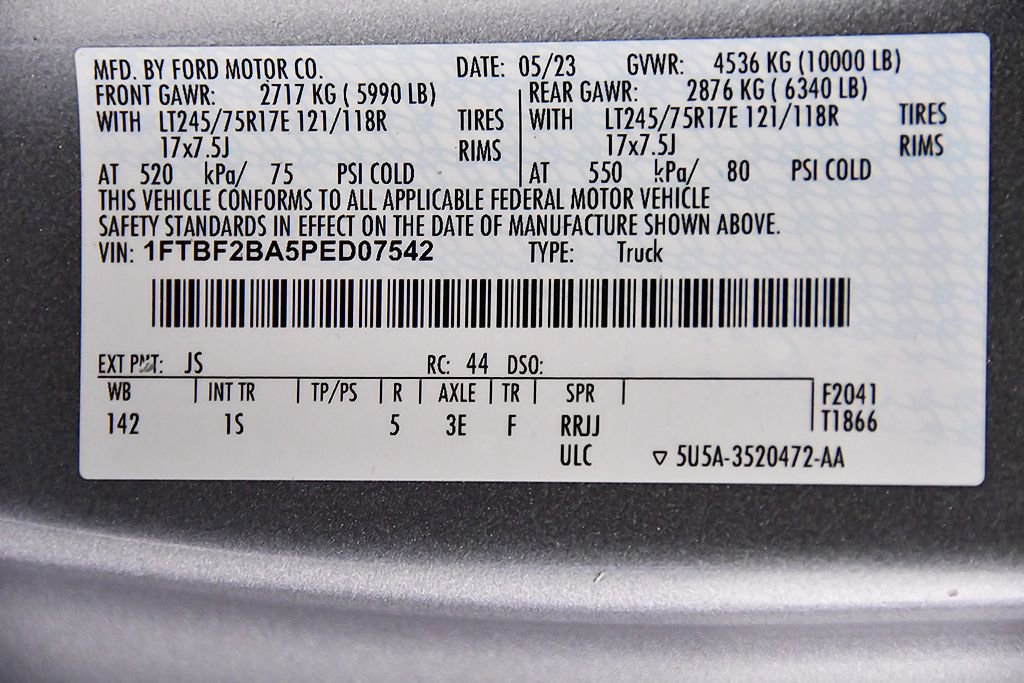 MFD. BY FORD MOTOR CO. DATE: 05/23 GVWR: 4536 KG (10000 LB)
FRONT GAWR: 2717 KG ( 5990 LB) REAR GAWR: 2876 KG ( 6340 LB)
WITH LT245/75R17E 121/118R TIRES WITH LT245/75R17E 121/118R TIRES
17x7.5J RIMS 17x7.5J RIMS
AT 520 kPa/ 75 PSI COLD AT 550 kPa/ 80 PSI COLD
THIS VEHICLE CONFORMS TO ALL APPLICABLE FEDERAL MOTOR VEHICLE
SAFETY STANDARDS IN EFFECT ON THE DATE OF MANUFACTURE SHOWN ABOVE.
VIN: 1FTBF2BA5PED07542 TYPE: Truck
EXT PNT: JS RC: 44 DSO:
WB INT TR TP/PS R AXLE TR SPR F2041
142 1S 5 3E F RRJJ T1866
ULC ▽ 5U5A-3520472-AA